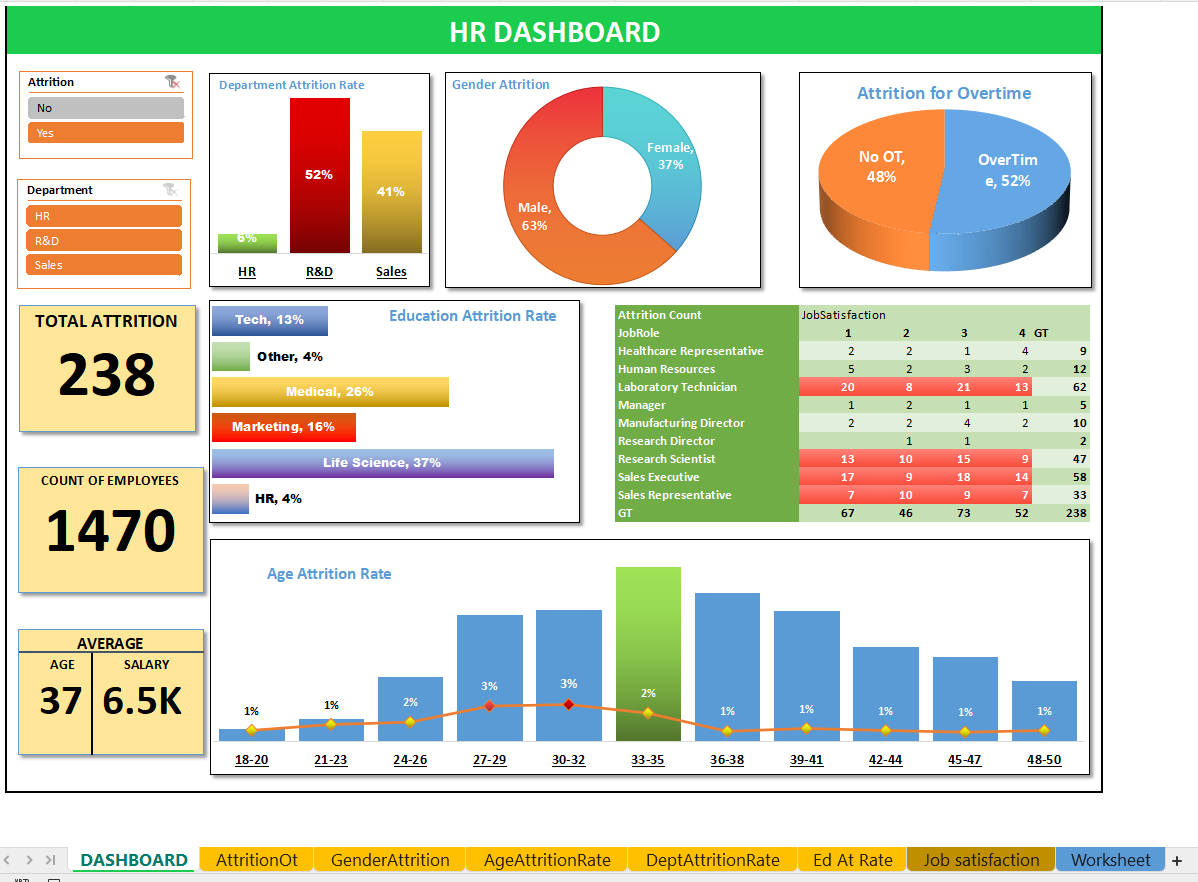 HR DASHBOARD
Attrition
No
Yes
Department
HR
R&D
Sales
Department Attrition Rate
6%
52%
41%
HR R&D Sales
Gender Attrition
Female,
37%
Male,
63%
Attrition for Overtime
No OT,
48%
OverTim
e, 52%
TOTAL ATTRITION
238
COUNT OF EMPLOYEES
1470
AVERAGE
AGE SALARY
37 6.5K
Education Attrition Rate
Tech, 13%
Other, 4%
Medical, 26%
Marketing, 16%
Life Science, 37%
HR, 4%
Attrition Count JobSatisfaction
JobRole 1 2 3 4 GT
Healthcare Representative 2 2 1 4 9
Human Resources 5 2 3 2 12
Laboratory Technician 20 8 21 13 62
Manager 1 2 1 1 5
Manufacturing Director 2 2 4 2 10
Research Director 1 1 2
Research Scientist 13 10 15 9 47
Sales Executive 17 9 18 14 58
Sales Representative 7 10 9 7 33
GT 67 46 73 52 238
Age Attrition Rate
1% 1% 2% 3% 3% 2% 1% 1% 1% 1% 1%
18-20 21-23 24-26 27-29 30-32 33-35 36-38 39-41 42-44 45-47 48-50
DASHBOARD AttritionOt GenderAttrition AgeAttritionRate DeptAttritionRate Ed At Rate Job satisfaction Worksheet +